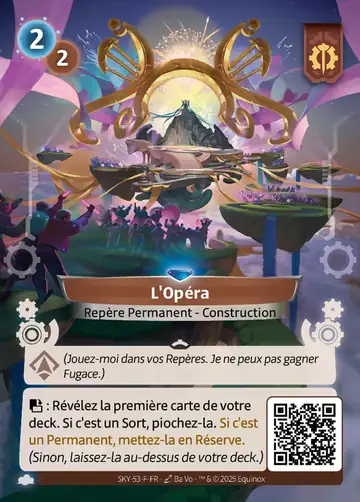 2
2
L'Opéra
Repère Permanent - Construction
(Jouez-moi dans vos Repères. Je ne peux pas gagner
Fugace.)
: Révélez la première carte de votre
deck. Si c'est un Sort, piochez-la. Si c'est
un Permanent, mettez-la en Réserve.
(Sinon, laissez-la au-dessus de votre deck.)
SKY-53-F-FR - Ba Vo - ™ & © 2025 Equinox